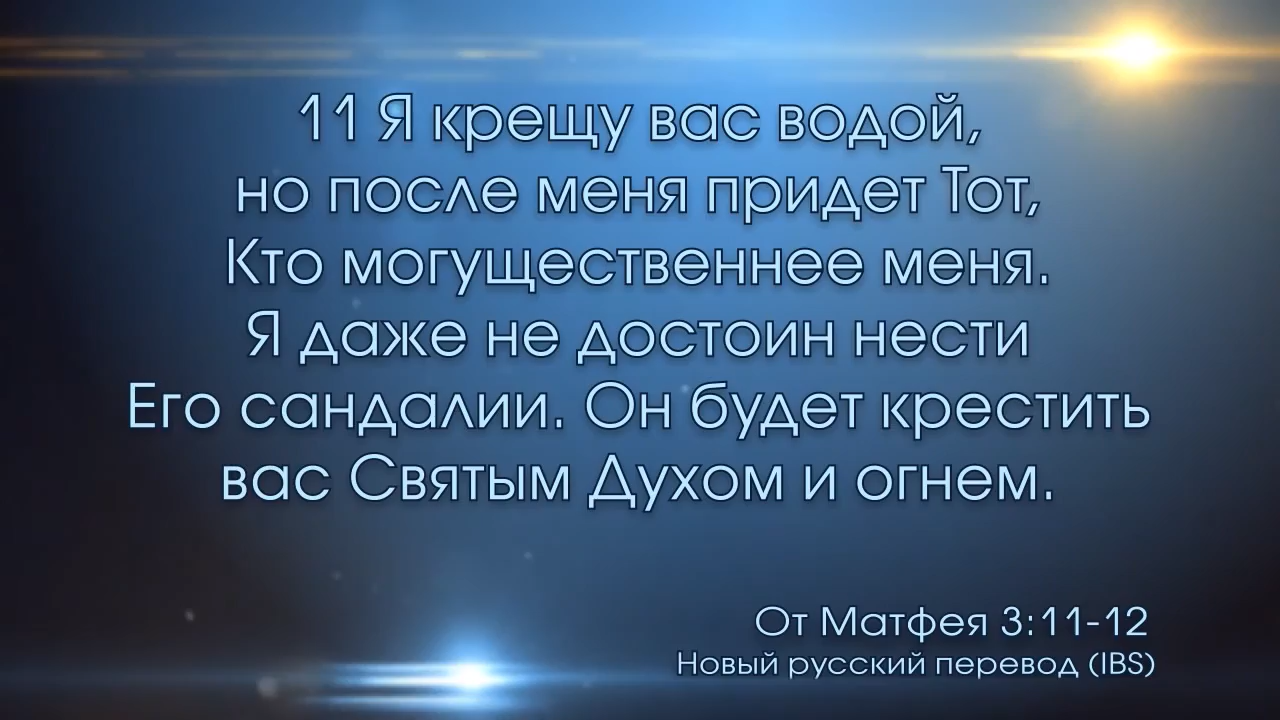 11 Я крещу вас водой,
но после меня придет Тот,
Кто могущественнее меня.
Я даже не достоин нести
Его сандалии. Он будет крестить
вас Святым Духом и огнем.
От Матфея 3:11-12
Новый русский перевод (IBS)